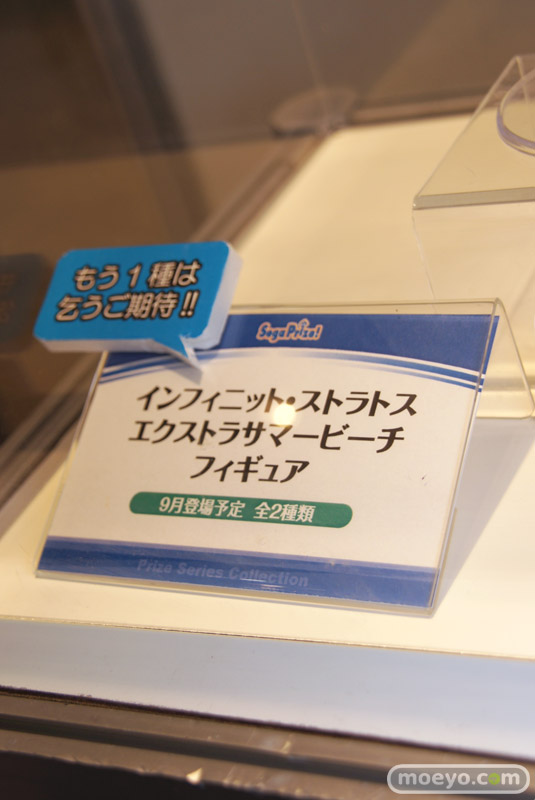 もう1種は
乞うご期待!!
SegaPrize!
インフィニット・ストラトス
エクストラサマービーチ
フィギュア
9月登場予定 全2種類
Prize Series Collection
moeyo.com